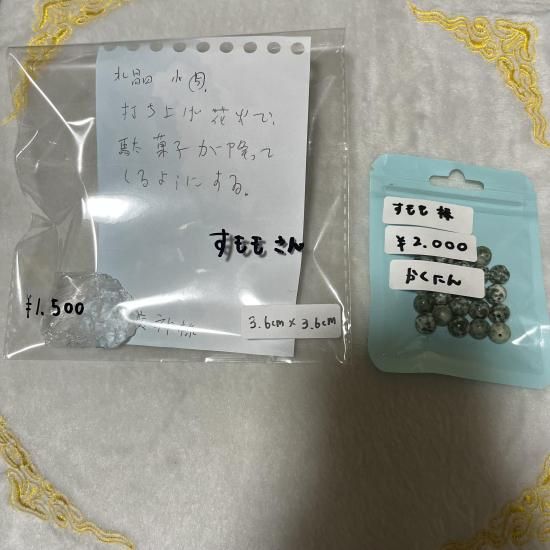 水晶 小
打ち上げ花火で、
駄菓子が降って
くるようにする。
すももさん
¥1,500
3.6cm × 3.6cm
すもも様
¥2.000
かくにん